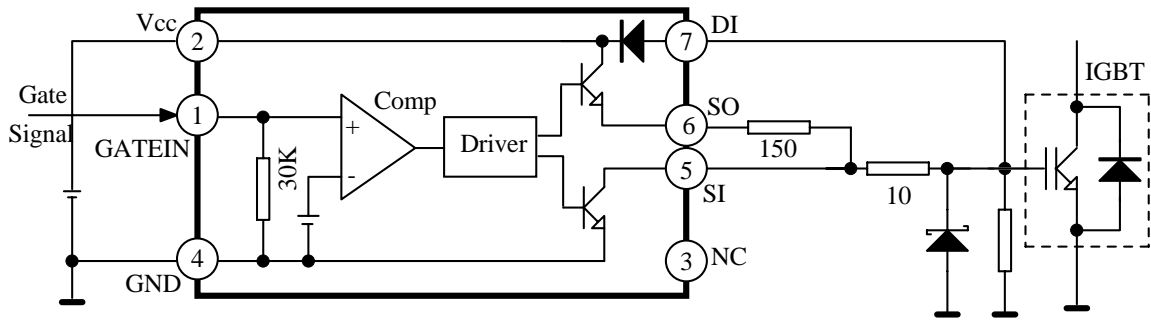 Vcc
2
7
DI
IGBT
Gate
Signal
1
GATEIN
Comp
+
-
30K
Driver
SO
6
150
5
SI
10
4
GND
3
NC